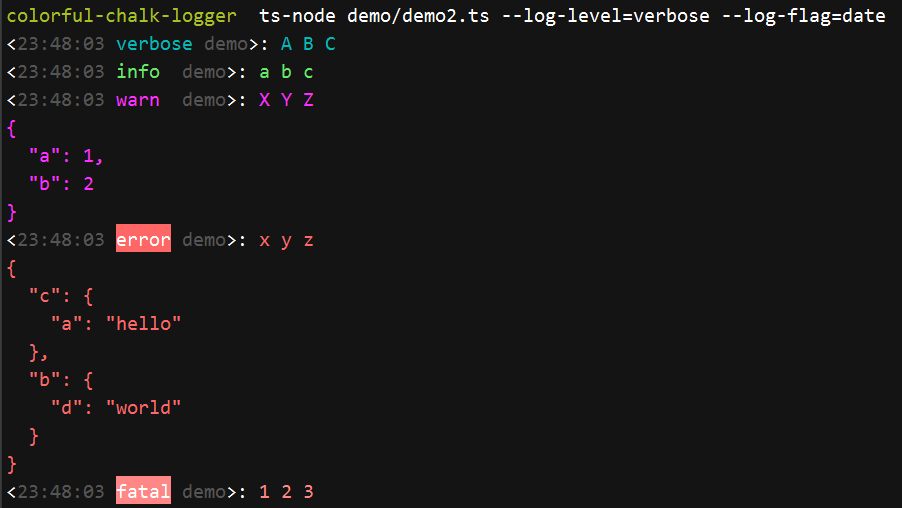 colorful-chalk-logger  ts-node demo/demo2.ts --log-level=verbose --log-flag=date
<23:48:03 verbose demo>: A B C
<23:48:03 info  demo>: a b c
<23:48:03 warn  demo>: X Y Z
{
  "a": 1,
  "b": 2
}
<23:48:03 error demo>: x y z
{
  "c": {
    "a": "hello"
  },
  "b": {
    "d": "world"
  }
}
<23:48:03 fatal demo>: 1 2 3